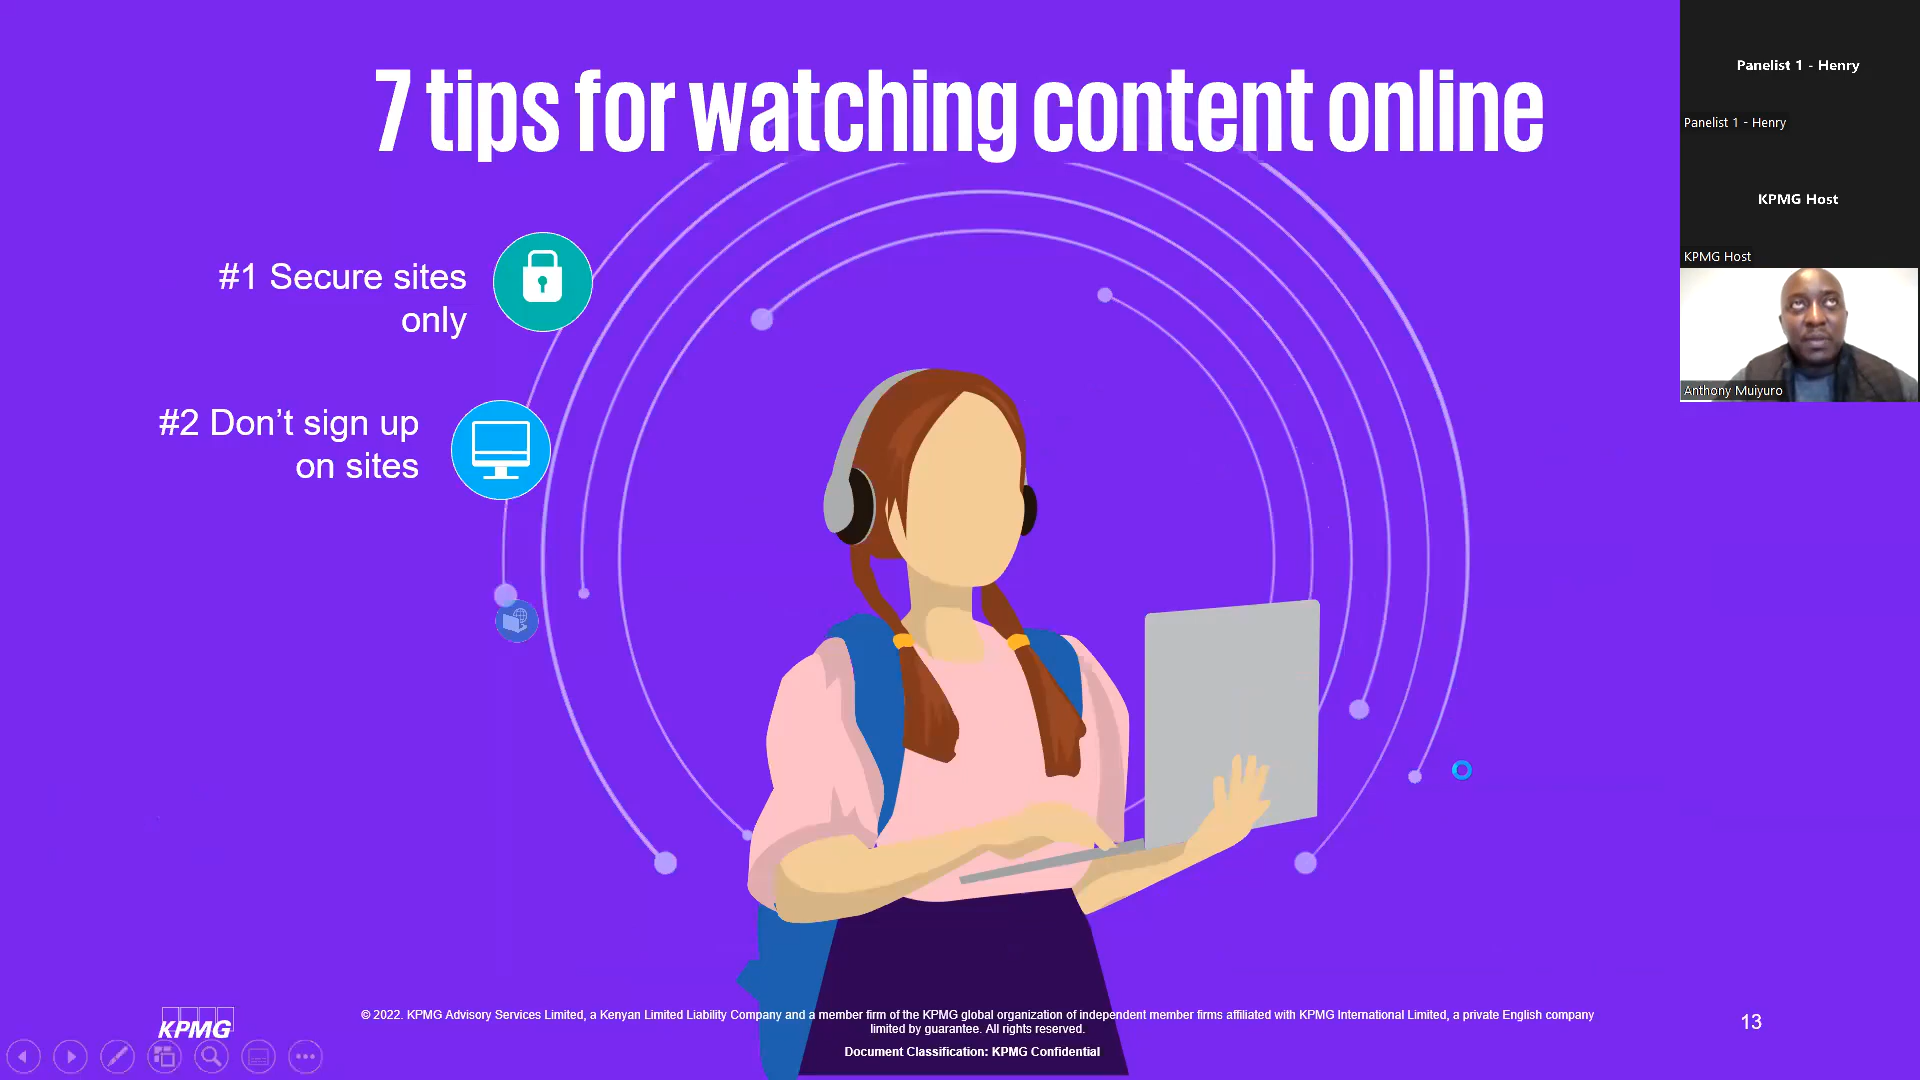 7 tips for watching content online
#1 Secure sites
only
#2 Don’t sign up
on sites
Panelist 1 - Henry
Panelist 1 - Henry
KPMG Host
KPMG Host
Anthony Muiyuro
KPMG
© 2022. KPMG Advisory Services Limited, a Kenyan Limited Liability Company and a member firm of the KPMG global organization of independent member firms affiliated with KPMG International Limited, a private English company
limited by guarantee. All rights reserved.
Document Classification: KPMG Confidential
13